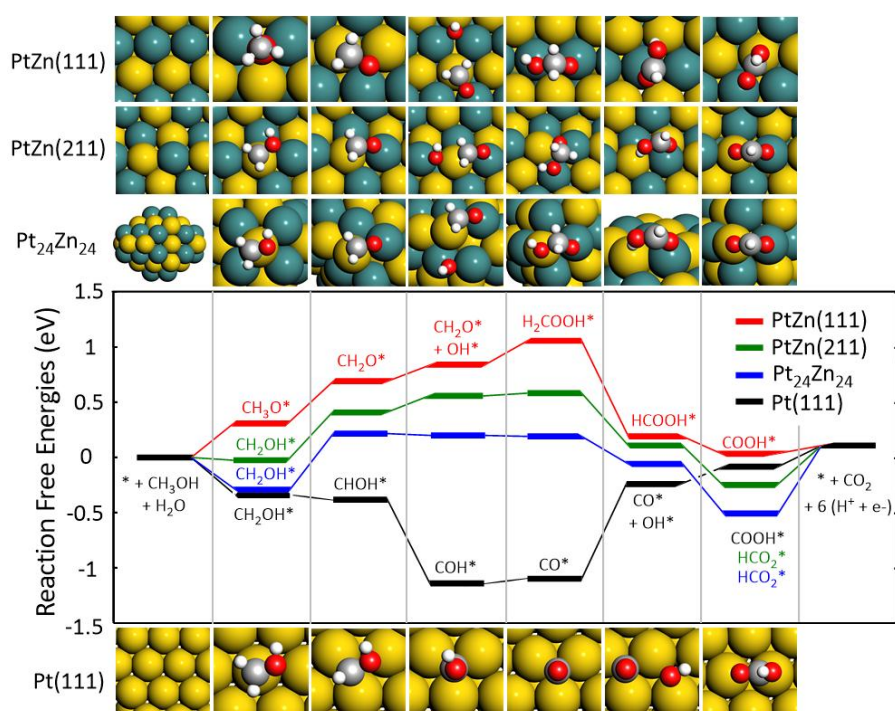 PtZn(111)
PtZn(211)
Pt₂₄Zn₂₄
1.5
1
0.5
0
-0.5
-1
-1.5
Reaction Free Energies (eV)
PtZn(111)
PtZn(211)
Pt₂₄Zn₂₄
Pt(111)
* + CH₃OH
+ H₂O
CH₃O*
CH₂OH*
CH₂OH*
CH₂OH*
CH₂O*
CHOH*
CH₂O*
+ OH*
COH*
H₂COOH*
CO*
HCOOH*
CO*
+ OH*
COOH*
COOH*
HCO₂*
HCO₂*
* + CO₂
+ 6 (H⁺ + e-)
Pt(111)